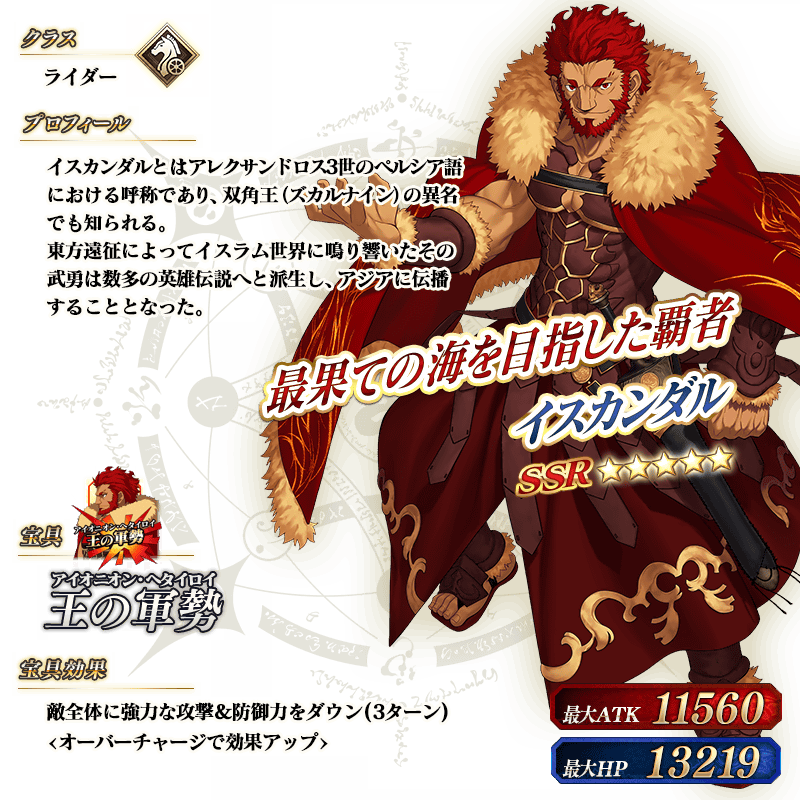 クラス
ライダー
プロフィール
イスカンダルとはアレクサンドロス3世のペルシア語
における呼称であり、双角王(ズカルナイン)の異名
でも知られる。
東方遠征によってイスラム世界に鳴り響いたその
武勇は数多の英雄伝説へと派生し、アジアに伝播
することとなった。
最果ての海を目指した覇者
イスカンダル
SSR
宝具
アイオニオン・ヘタイロイ
王の軍勢
アイオニオン・ヘタイロイ
王の軍勢
宝具効果
敵全体に強力な攻撃&防御力をダウン(3ターン)
<オーバーチャージで効果アップ>
最大ATK 11560
最大HP 13219